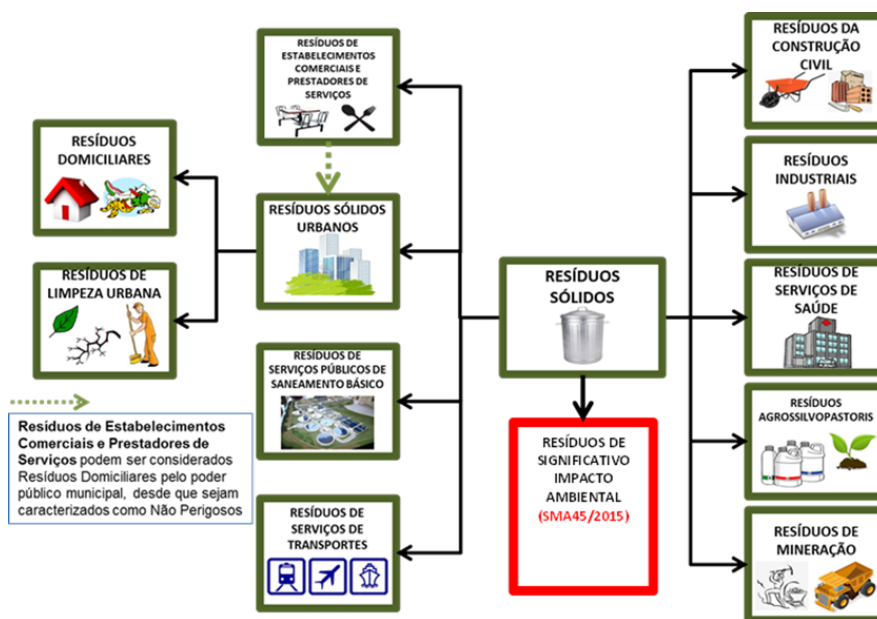 RESÍDUOS DE
ESTABELECIMENTOS
COMERCIAIS E
PRESTADORES DE
SERVIÇOS
RESÍDUOS
DOMICILIARES
RESÍDUOS SÓLIDOS
URBANOS
RESÍDUOS DE
LIMPEZA URBANA
RESÍDUOS DE
SERVIÇOS PÚBLICOS DE
SANEAMENTO BÁSICO
Resíduos de Estabelecimentos
Comerciais e Prestadores de
Serviços podem ser considerados
Resíduos Domiciliares pelo poder
público municipal, desde que sejam
caracterizados como Não Perigosos
RESÍDUOS DE
SERVIÇOS DE
TRANSPORTES
RESÍDUOS
SÓLIDOS
RESÍDUOS DE
SIGNIFICATIVO
IMPACTO
AMBIENTAL
(SMA45/2015)
RESÍDUOS DA
CONSTRUÇÃO
CIVIL
RESÍDUOS
INDUSTRIAIS
RESÍDUOS DE
SERVIÇOS DE
SAÚDE
RESÍDUOS
AGROSSILVOPASTORIS
RESÍDUOS DE
MINERAÇÃO